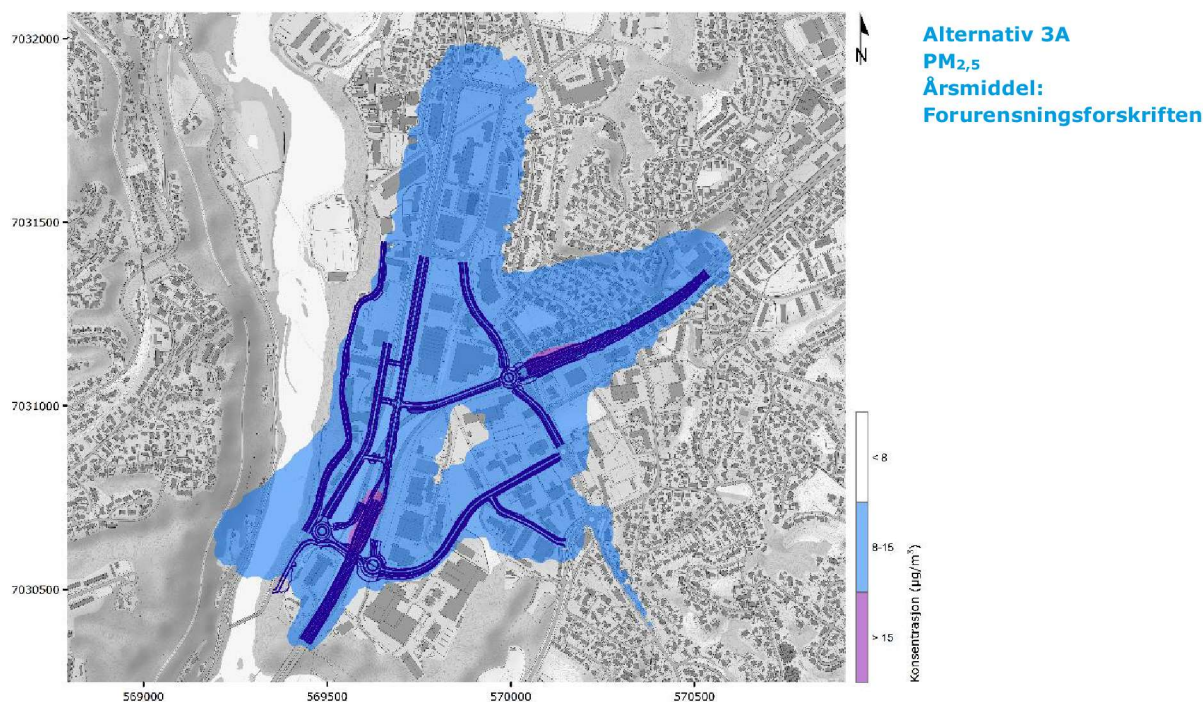 Alternativ 3A
PM₂,₅
Årsmiddel:
Forurensningsforskriften
N
7032000
7031500
7031000
7030500
569000
569500
570000
570500
< 8
8-15
> 15
Konsentrasjon (µg/m³)